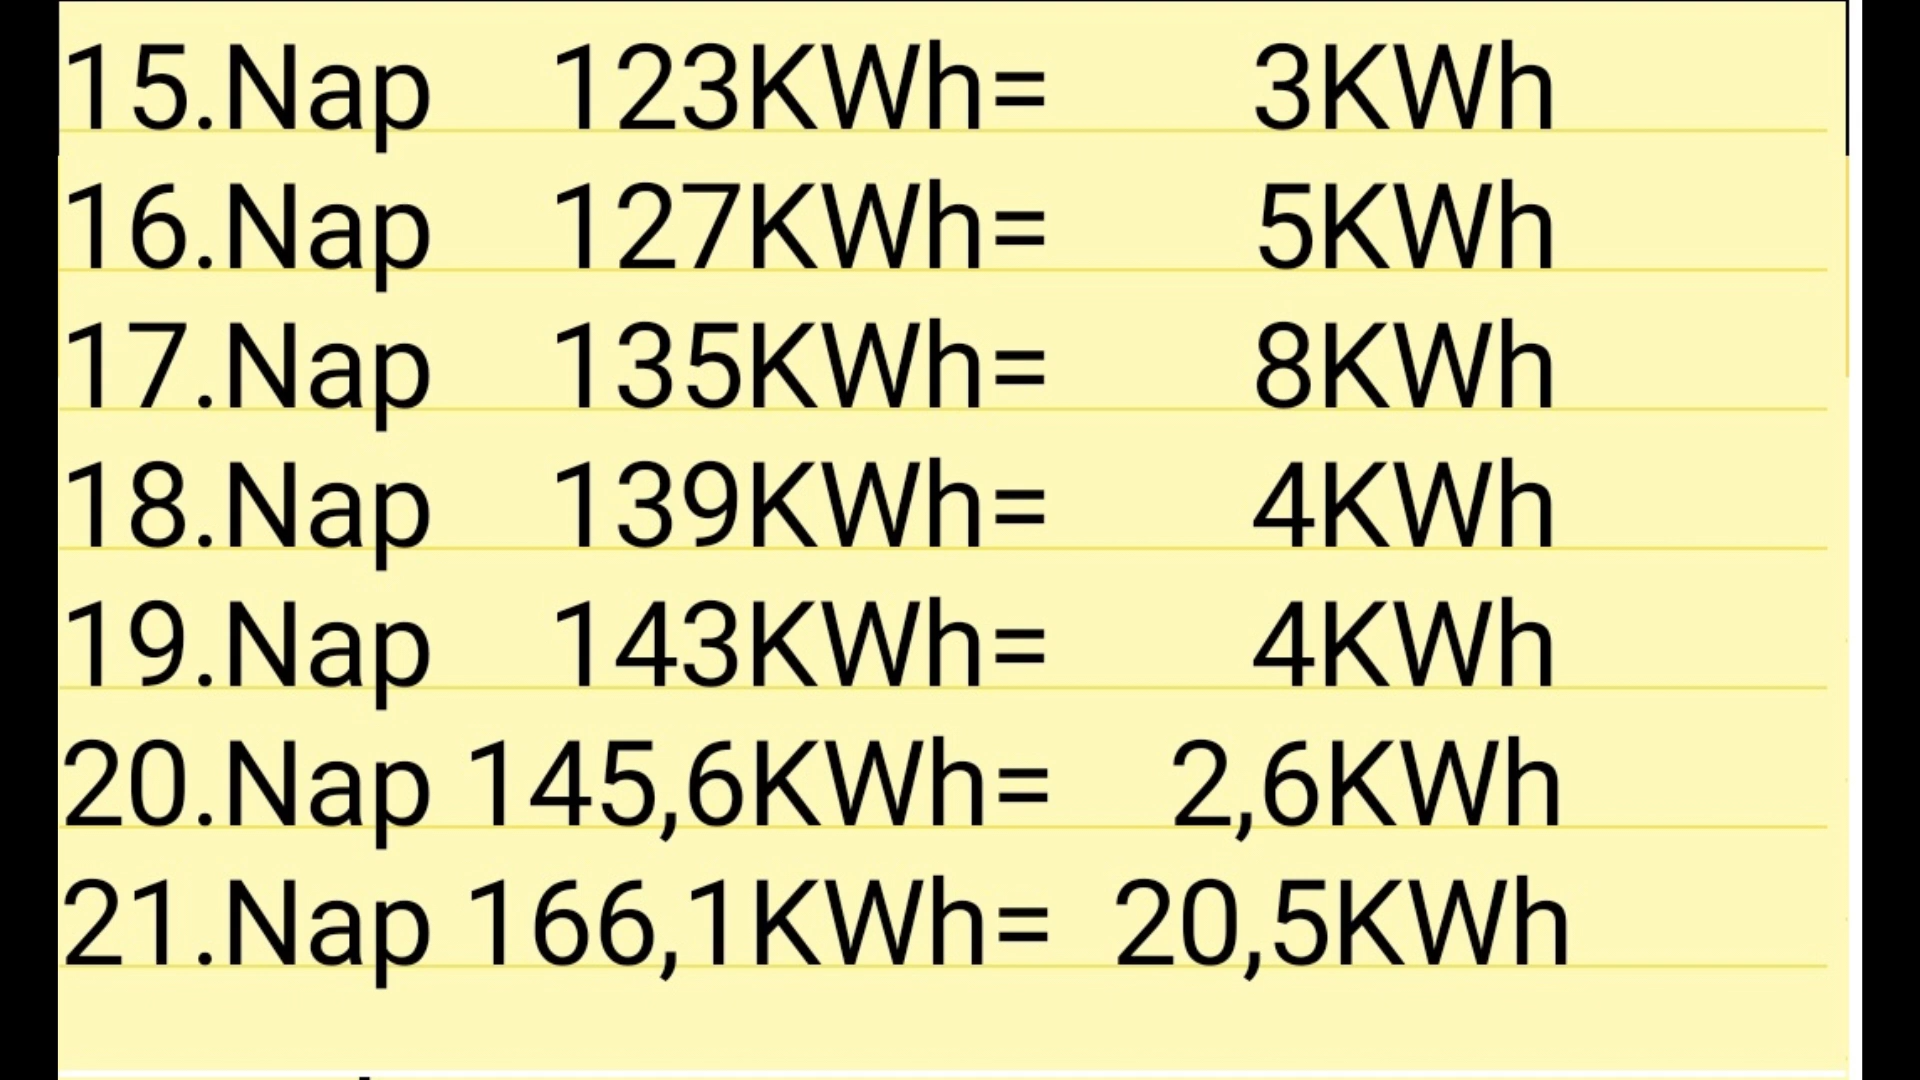 15.Nap 123KWh= 3KWh
16.Nap 127KWh= 5KWh
17.Nap 135KWh= 8KWh
18.Nap 139KWh= 4KWh
19.Nap 143KWh= 4KWh
20.Nap 145,6KWh= 2,6KWh
21.Nap 166,1KWh= 20,5KWh